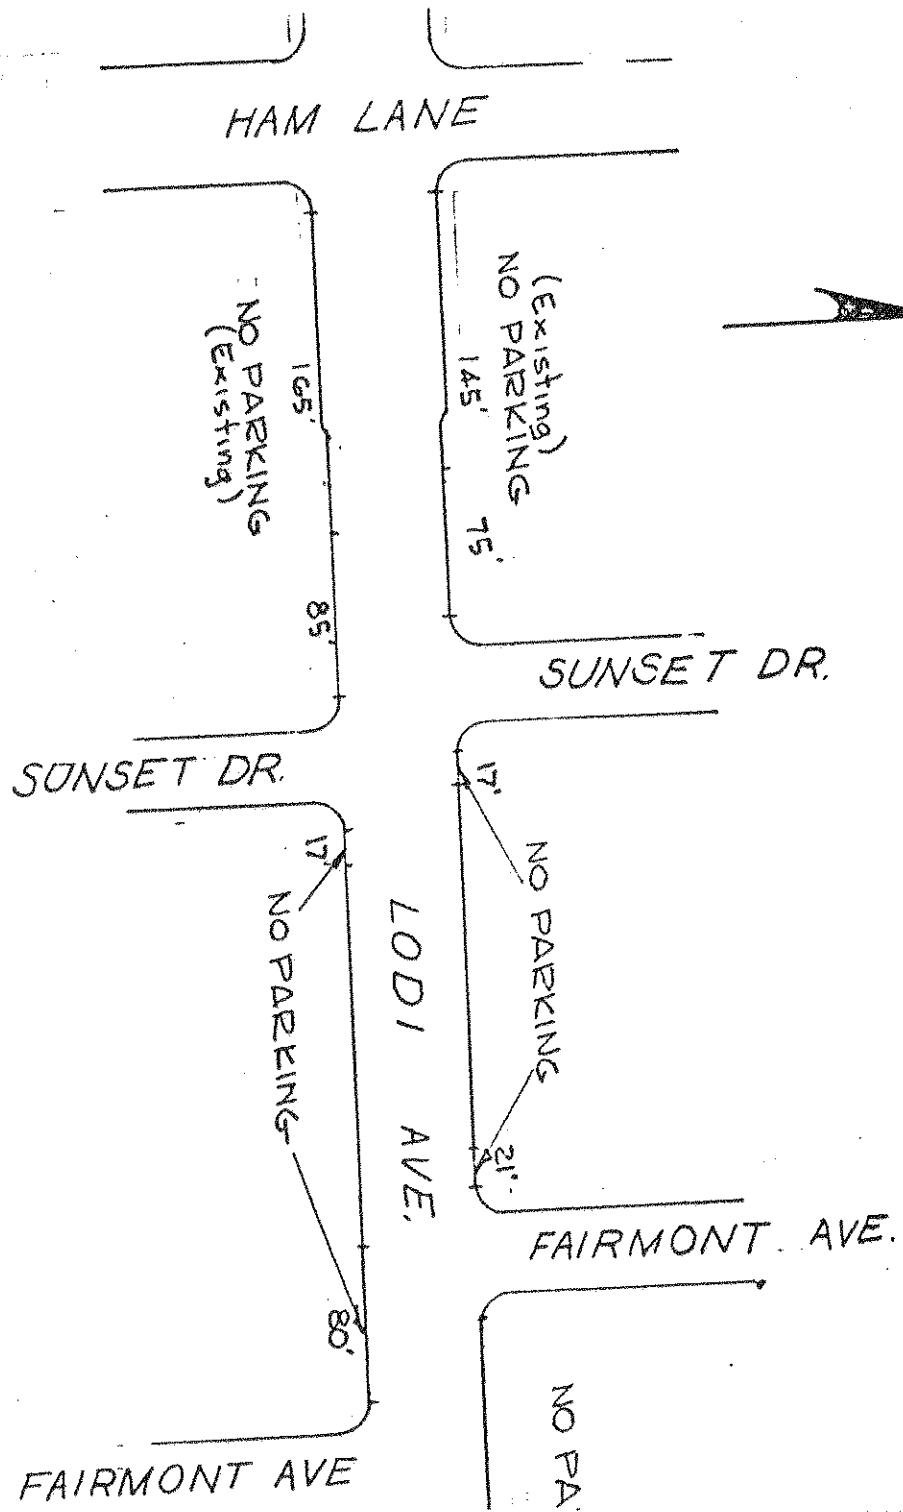 HAM LANE
(Existing)
NO PARKING
145'
75'
NO PARKING
(Existing)
165'
85'
SUNSET DR.
SUNSET DR.
17'
17'
NO PARKING
NO PARKING
LODI AVE.
21'
80'
FAIRMONT AVE.
FAIRMONT AVE
NO PA